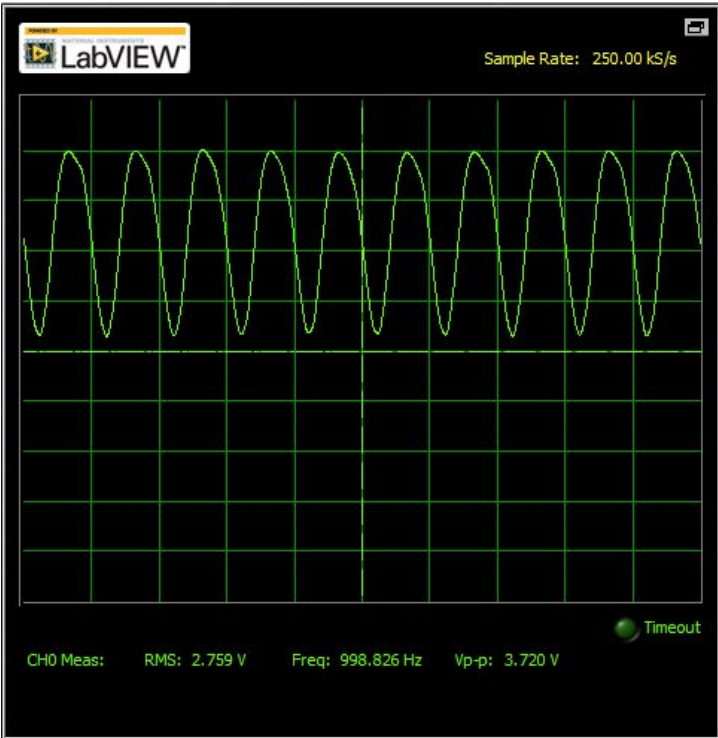 POWERED BY
NATIONAL INSTRUMENTS
LabVIEW™
Sample Rate: 250.00 kS/s
Timeout
CH0 Meas: RMS: 2.759 V Freq: 998.826 Hz Vp-p: 3.720 V